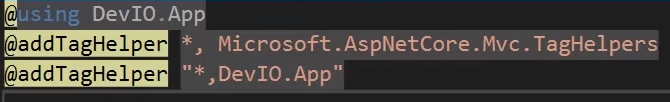 @using DevIO.App
@addTagHelper *, Microsoft.AspNetCore.Mvc.TagHelpers
@addTagHelper "*,DevIO.App"